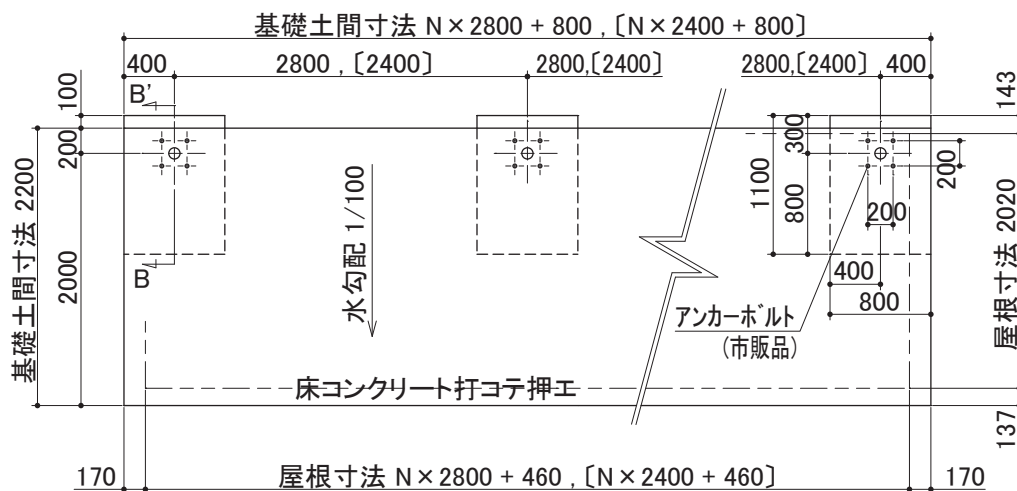 基礎土間寸法 N×2800＋800 , 〔N×2400＋800〕
400
2800 , 〔2400〕
2800,〔2400〕
2800,〔2400〕
400
100
B'
143
200
300
200
1100
800
200
基礎土間寸法 2200
2000
水勾配 1/100
屋根寸法 2020
B
400
800
アンカーボルト
(市販品)
床コンクリート打コテ押エ
137
170
屋根寸法 N×2800＋460 , 〔N×2400＋460〕
170